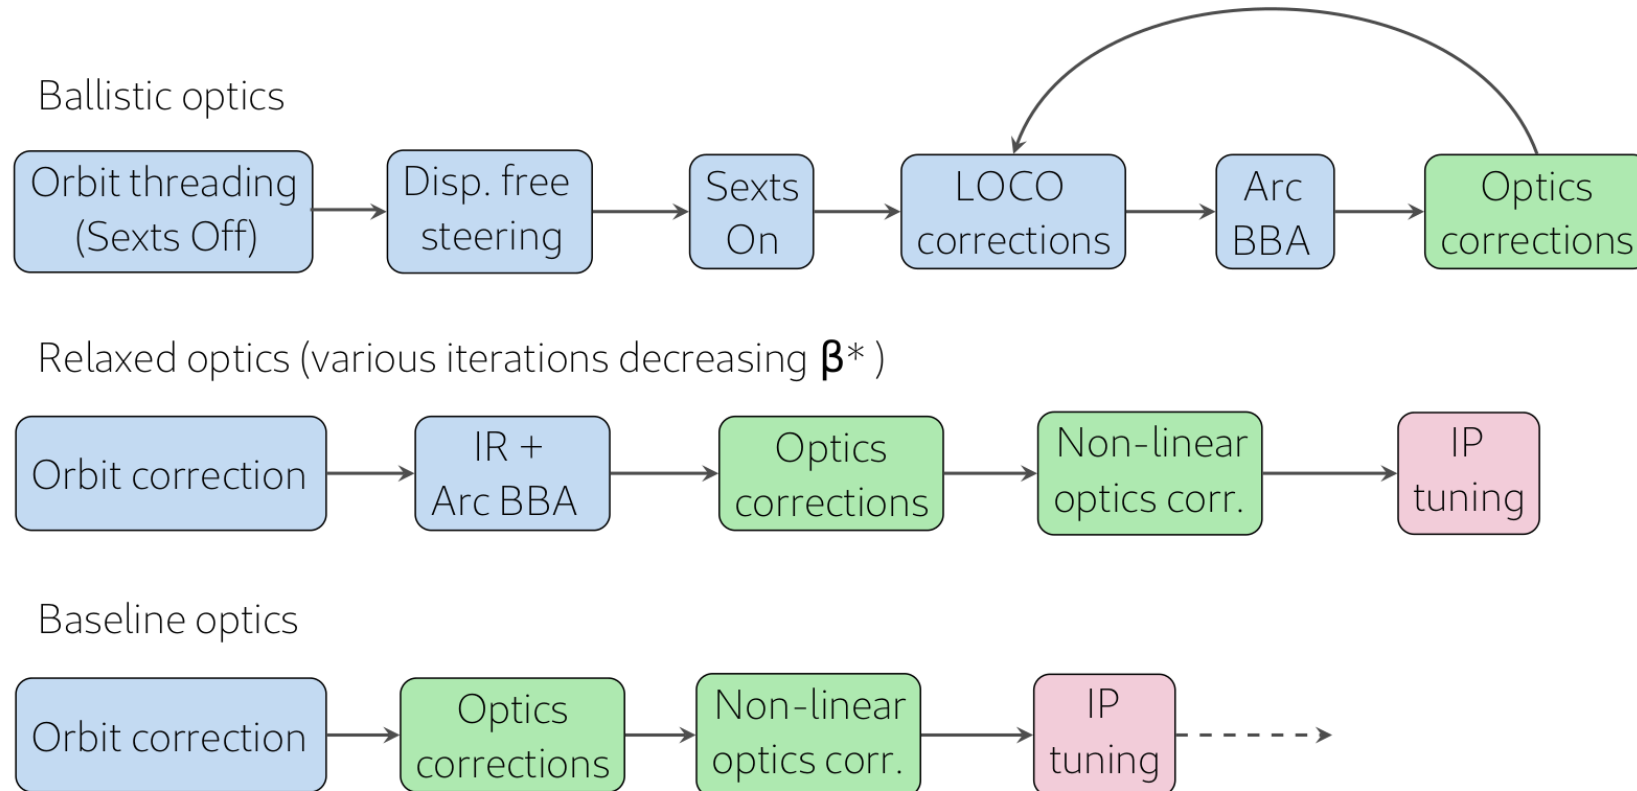 Ballistic optics
Orbit threading
(Sexts Off)
Disp. free
steering
Sexts
On
LOCO
corrections
Arc
BBA
Optics
corrections
Relaxed optics (various iterations decreasing β* )
Orbit correction
IR +
Arc BBA
Optics
corrections
Non-linear
optics corr.
IP
tuning
Baseline optics
Orbit correction
Optics
corrections
Non-linear
optics corr.
IP
tuning